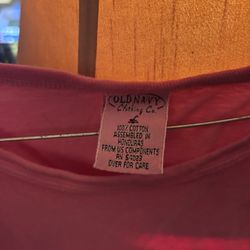 OLD NAVY
Clothing Co.
100% COTTON
ASSEMBLED IN
HONDURAS
FROM US COMPONENTS
RN 54023
OVER FOR CARE